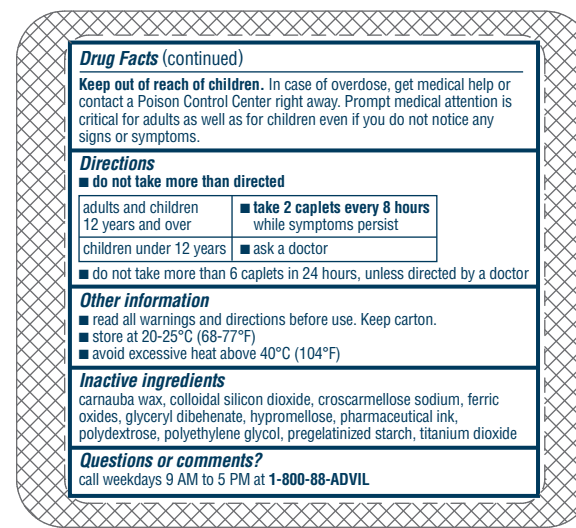 Drug Facts (continued)
Keep out of reach of children. In case of overdose, get medical help or
contact a Poison Control Center right away. Prompt medical attention is
critical for adults as well as for children even if you do not notice any
signs or symptoms.
Directions
■ do not take more than directed
adults and children
12 years and over
■ take 2 caplets every 8 hours
while symptoms persist
children under 12 years ■ ask a doctor
■ do not take more than 6 caplets in 24 hours, unless directed by a doctor
Other information
■ read all warnings and directions before use. Keep carton.
■ store at 20-25°C (68-77°F)
■ avoid excessive heat above 40°C (104°F)
Inactive ingredients
carnauba wax, colloidal silicon dioxide, croscarmellose sodium, ferric
oxides, glyceryl dibehenate, hypromellose, pharmaceutical ink,
polydextrose, polyethylene glycol, pregelatinized starch, titanium dioxide
Questions or comments?
call weekdays 9 AM to 5 PM at 1-800-88-ADVIL